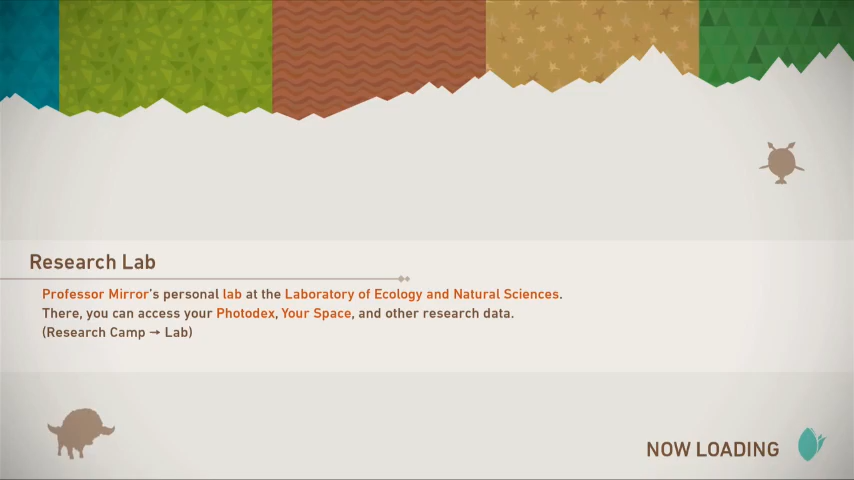 Research Lab
Professor Mirror's personal lab at the Laboratory of Ecology and Natural Sciences.
There, you can access your Photodex, Your Space, and other research data.
(Research Camp → Lab)
NOW LOADING